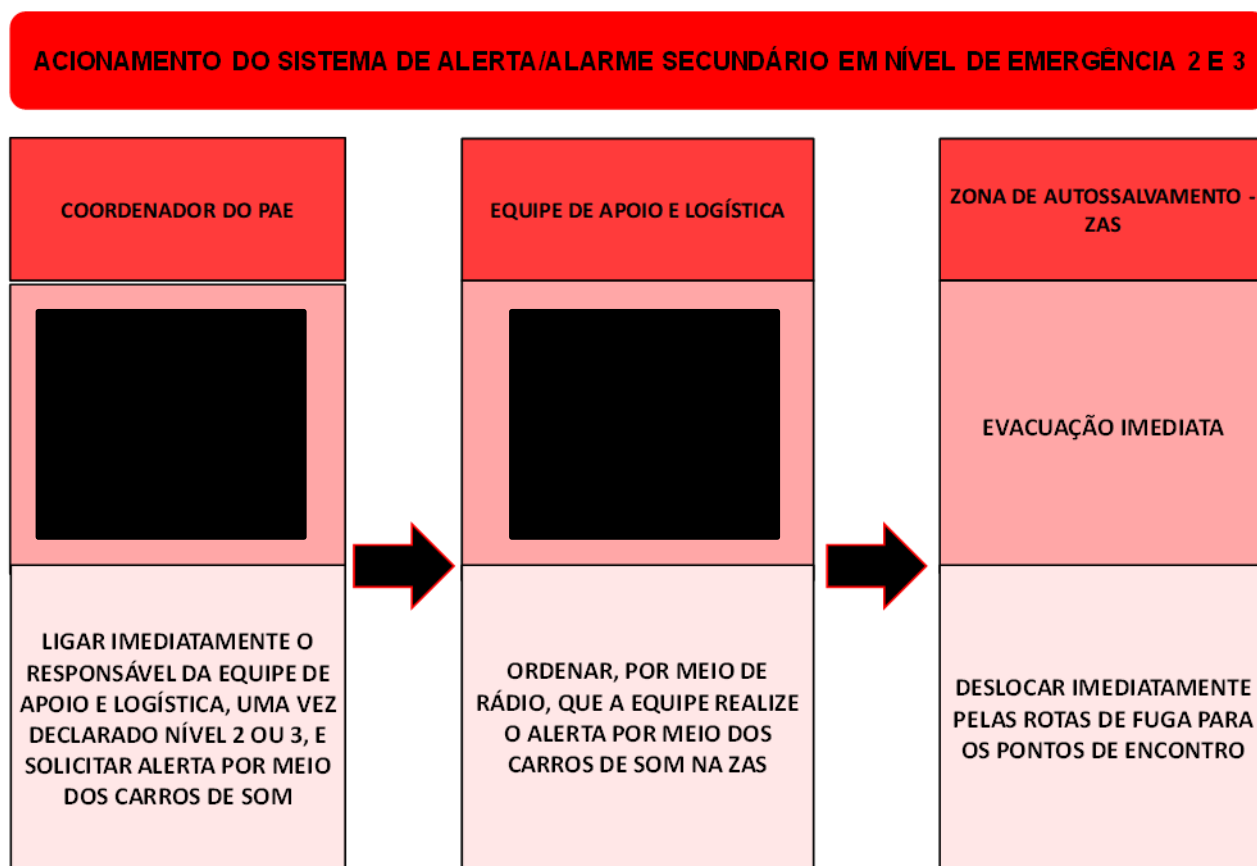 ACIONAMENTO DO SISTEMA DE ALERTA/ALARME SECUNDÁRIO EM NÍVEL DE EMERGÊNCIA 2 E 3
COORDENADOR DO PAE
LIGAR IMEDIATAMENTE O
RESPONSÁVEL DA EQUIPE DE
APOIO E LOGÍSTICA, UMA VEZ
DECLARADO NÍVEL 2 OU 3, E
SOLICITAR ALERTA POR MEIO
DOS CARROS DE SOM
EQUIPE DE APOIO E LOGÍSTICA
ORDENAR, POR MEIO DE
RÁDIO, QUE A EQUIPE REALIZE
O ALERTA POR MEIO DOS
CARROS DE SOM NA ZAS
ZONA DE AUTOSSALVAMENTO -
ZAS
EVACUAÇÃO IMEDIATA
DESLOCAR IMEDIATAMENTE
PELAS ROTAS DE FUGA PARA
OS PONTOS DE ENCONTRO